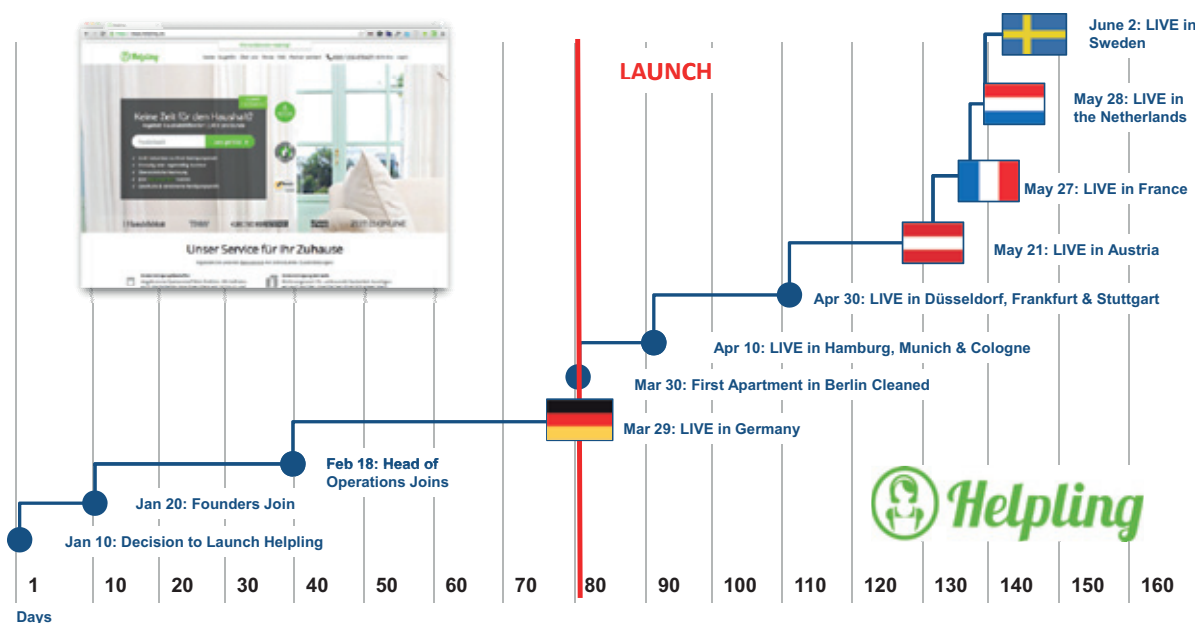 Helpling
Keine Zeit für den Haushalt?
Unser Service für Ihr Zuhause
LAUNCH
June 2: LIVE in
Sweden
May 28: LIVE in
the Netherlands
May 27: LIVE in France
May 21: LIVE in Austria
Apr 30: LIVE in Düsseldorf, Frankfurt & Stuttgart
Apr 10: LIVE in Hamburg, Munich & Cologne
Mar 30: First Apartment in Berlin Cleaned
Mar 29: LIVE in Germany
Feb 18: Head of
Operations Joins
Jan 20: Founders Join
Jan 10: Decision to Launch Helpling
Helpling
1 10 20 30 40 50 60 70 80 90 100 110 120 130 140 150 160
Days